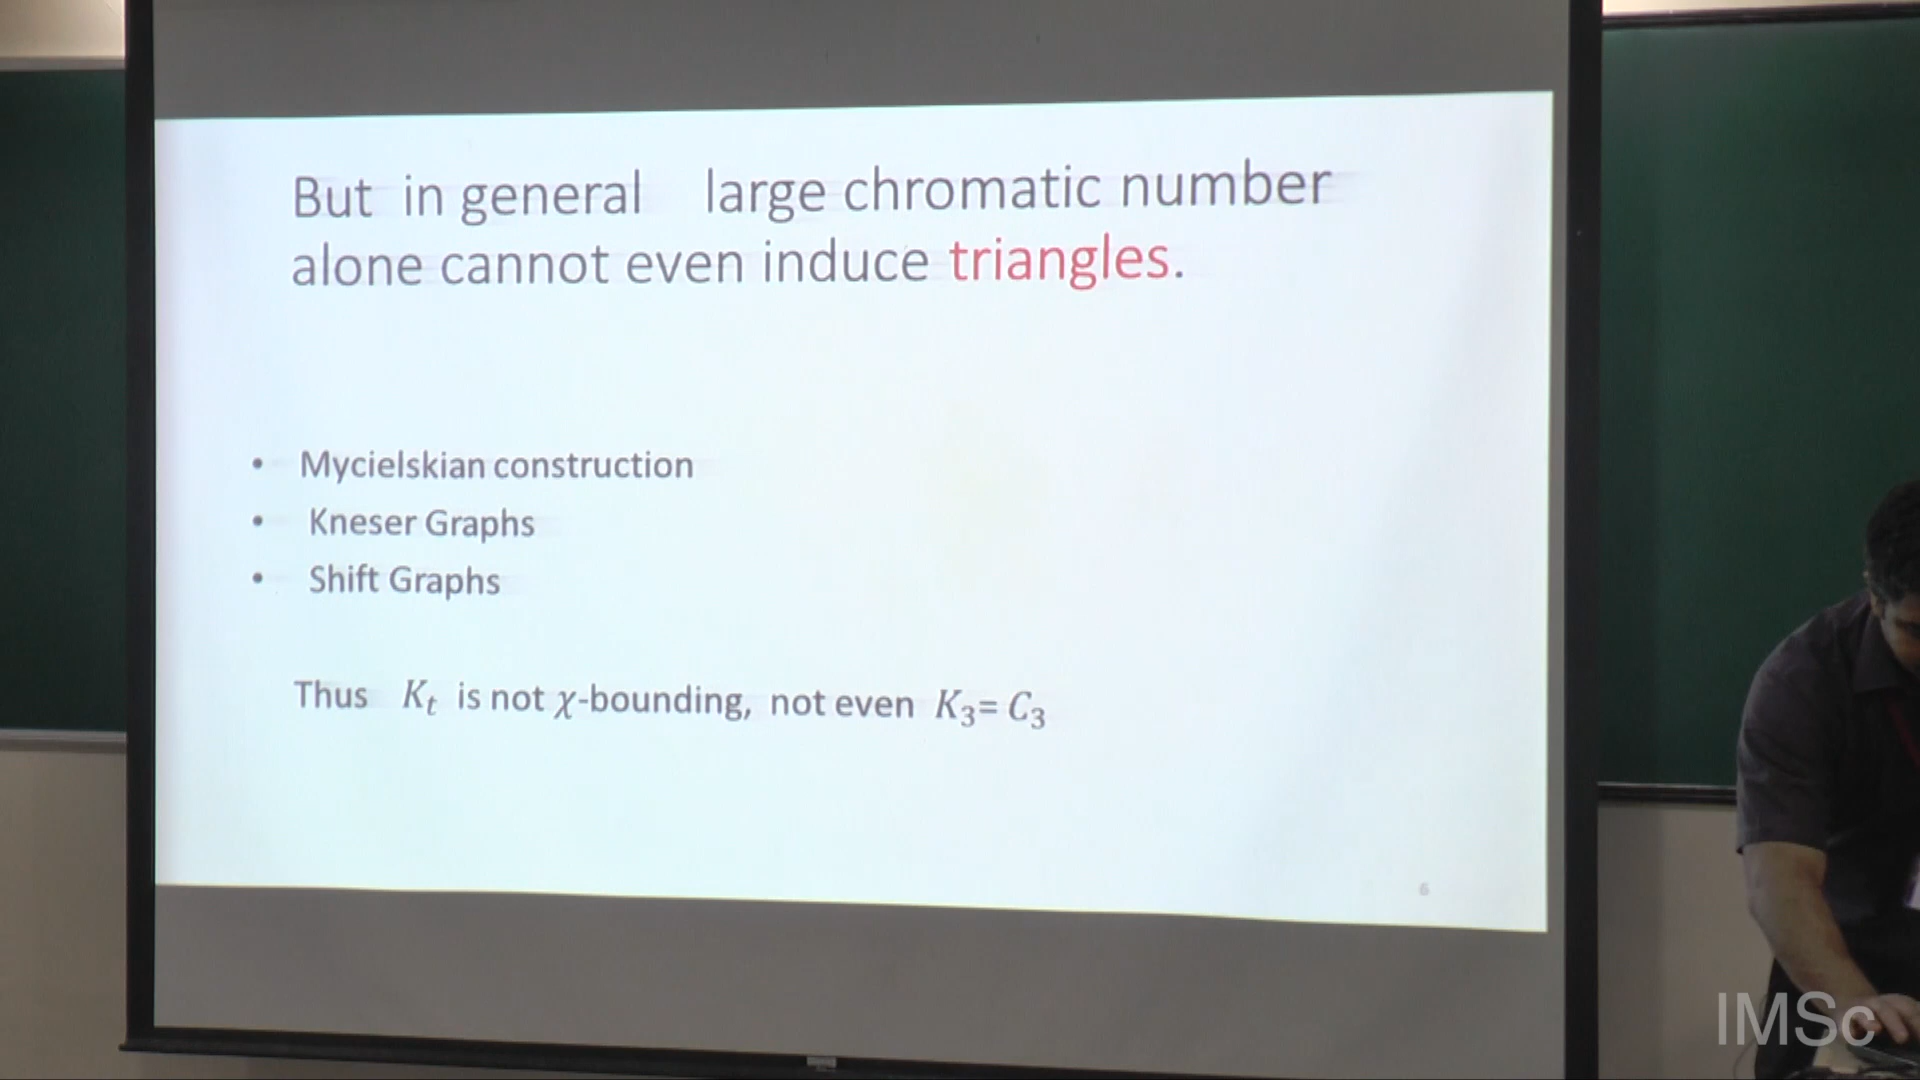 But in general large chromatic number
alone cannot even induce triangles.
• Mycielskian construction
• Kneser Graphs
• Shift Graphs
Thus K_t is not χ-bounding, not even K_3= C_3
6
IMSc